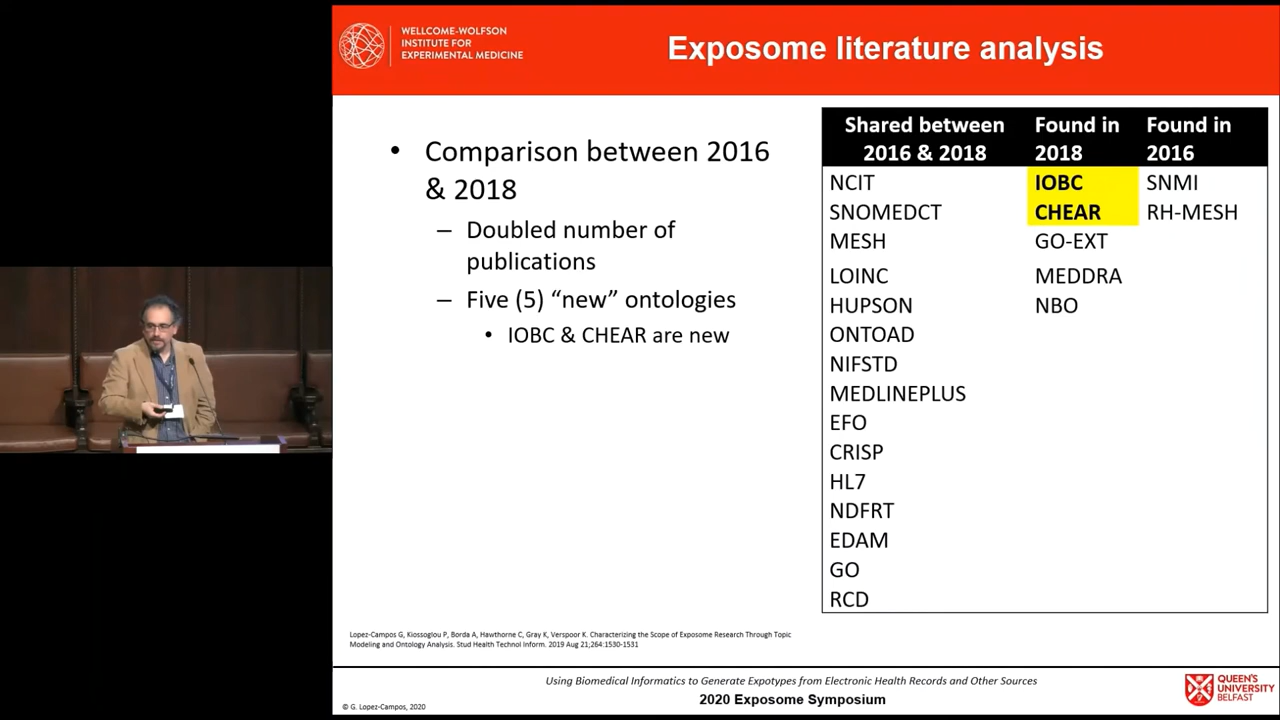 WELLCOME-WOLFSON
INSTITUTE FOR
EXPERIMENTAL MEDICINE
Exposome literature analysis
• Comparison between 2016
& 2018
– Doubled number of
publications
– Five (5) “new” ontologies
• IOBC & CHEAR are new
Shared between
2016 & 2018
Found in
2018
Found in
2016
NCIT IOBC SNMI
SNOMEDCT CHEAR RH-MESH
MESH GO-EXT
LOINC MEDDRA
HUPSON NBO
ONTOAD
NIFSTD
MEDLINEPLUS
EFO
CRISP
HL7
NDFRT
EDAM
GO
RCD
Lopez-Campos G, Kiossoglou P, Borda A, Hawthorne C, Gray K, Verspoor K. Characterizing the Scope of Exposome Research Through Topic
Modeling and Ontology Analysis. Stud Health Technol Inform. 2019 Aug 21;264:1530-1531
Using Biomedical Informatics to Generate Expotypes from Electronic Health Records and Other Sources
2020 Exposome Symposium
© G. Lopez-Campos, 2020
QUEEN'S
UNIVERSITY
BELFAST